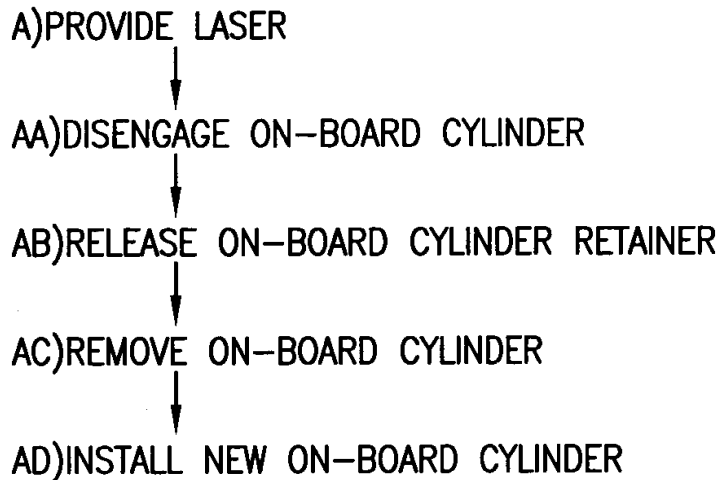 A)PROVIDE LASER
AA)DISENGAGE ON-BOARD CYLINDER
AB)RELEASE ON-BOARD CYLINDER RETAINER
AC)REMOVE ON-BOARD CYLINDER
AD)INSTALL NEW ON-BOARD CYLINDER